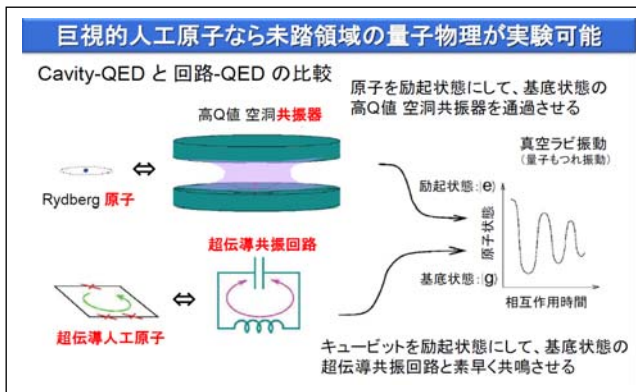 巨視的人工原子なら未踏領域の量子物理が実験可能
Cavity-QED と 回路-QED の比較
原子を励起状態にして、基底状態の
高Q値 空洞共振器を通過させる
高Q値 空洞共振器
⇔
Rydberg 原子
真空ラビ振動
(量子もつれ振動)
励起状態:|e⟩
原子状態
基底状態:|g⟩
相互作用時間
超伝導共振回路
⇔
超伝導人工原子
キュービットを励起状態にして、基底状態の
超伝導共振回路と素早く共鳴させる